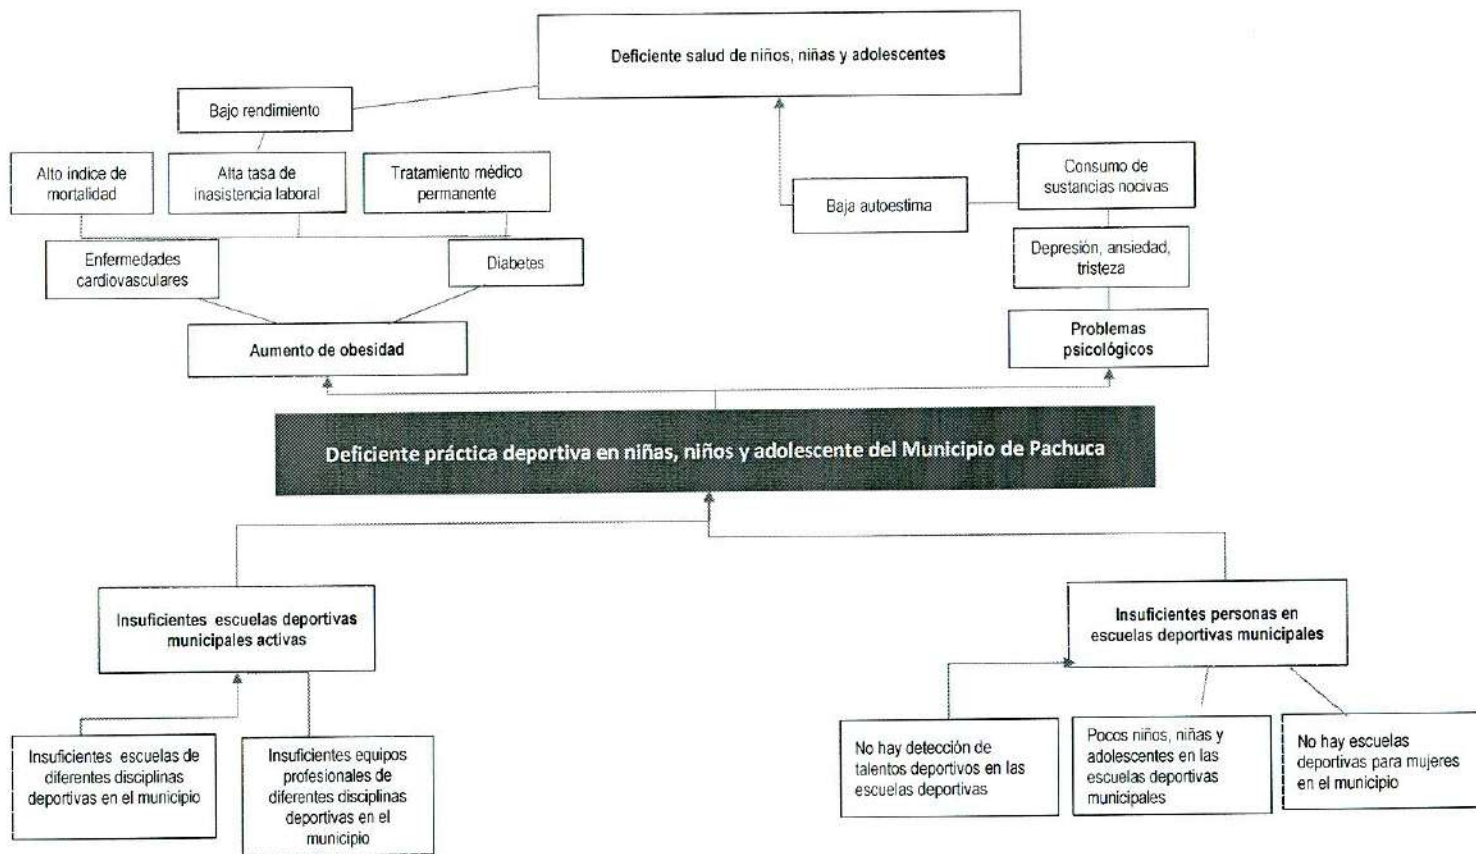 Deficiente salud de niños, niñas y adolescentes
Bajo rendimiento
Alto índice de
mortalidad
Alta tasa de
inasistencia laboral
Tratamiento médico
permanente
Consumo de
sustancias nocivas
Baja autoestima
Enfermedades
cardiovasculares
Diabetes
Depresión, ansiedad,
tristeza
Aumento de obesidad
Problemas
psicológicos
Deficiente práctica deportiva en niñas, niños y adolescente del Municipio de Pachuca
Insuficientes escuelas deportivas
municipales activas
Insuficientes personas en
escuelas deportivas municipales
Insuficientes escuelas de
diferentes disciplinas
deportivas en el municipio
Insuficientes equipos
profesionales de
diferentes disciplinas
deportivas en el
municipio
No hay detección de
talentos deportivos en las
escuelas deportivas
Pocos niños, niñas y
adolescentes en las
escuelas deportivas
municipales
No hay escuelas
deportivas para mujeres
en el municipio